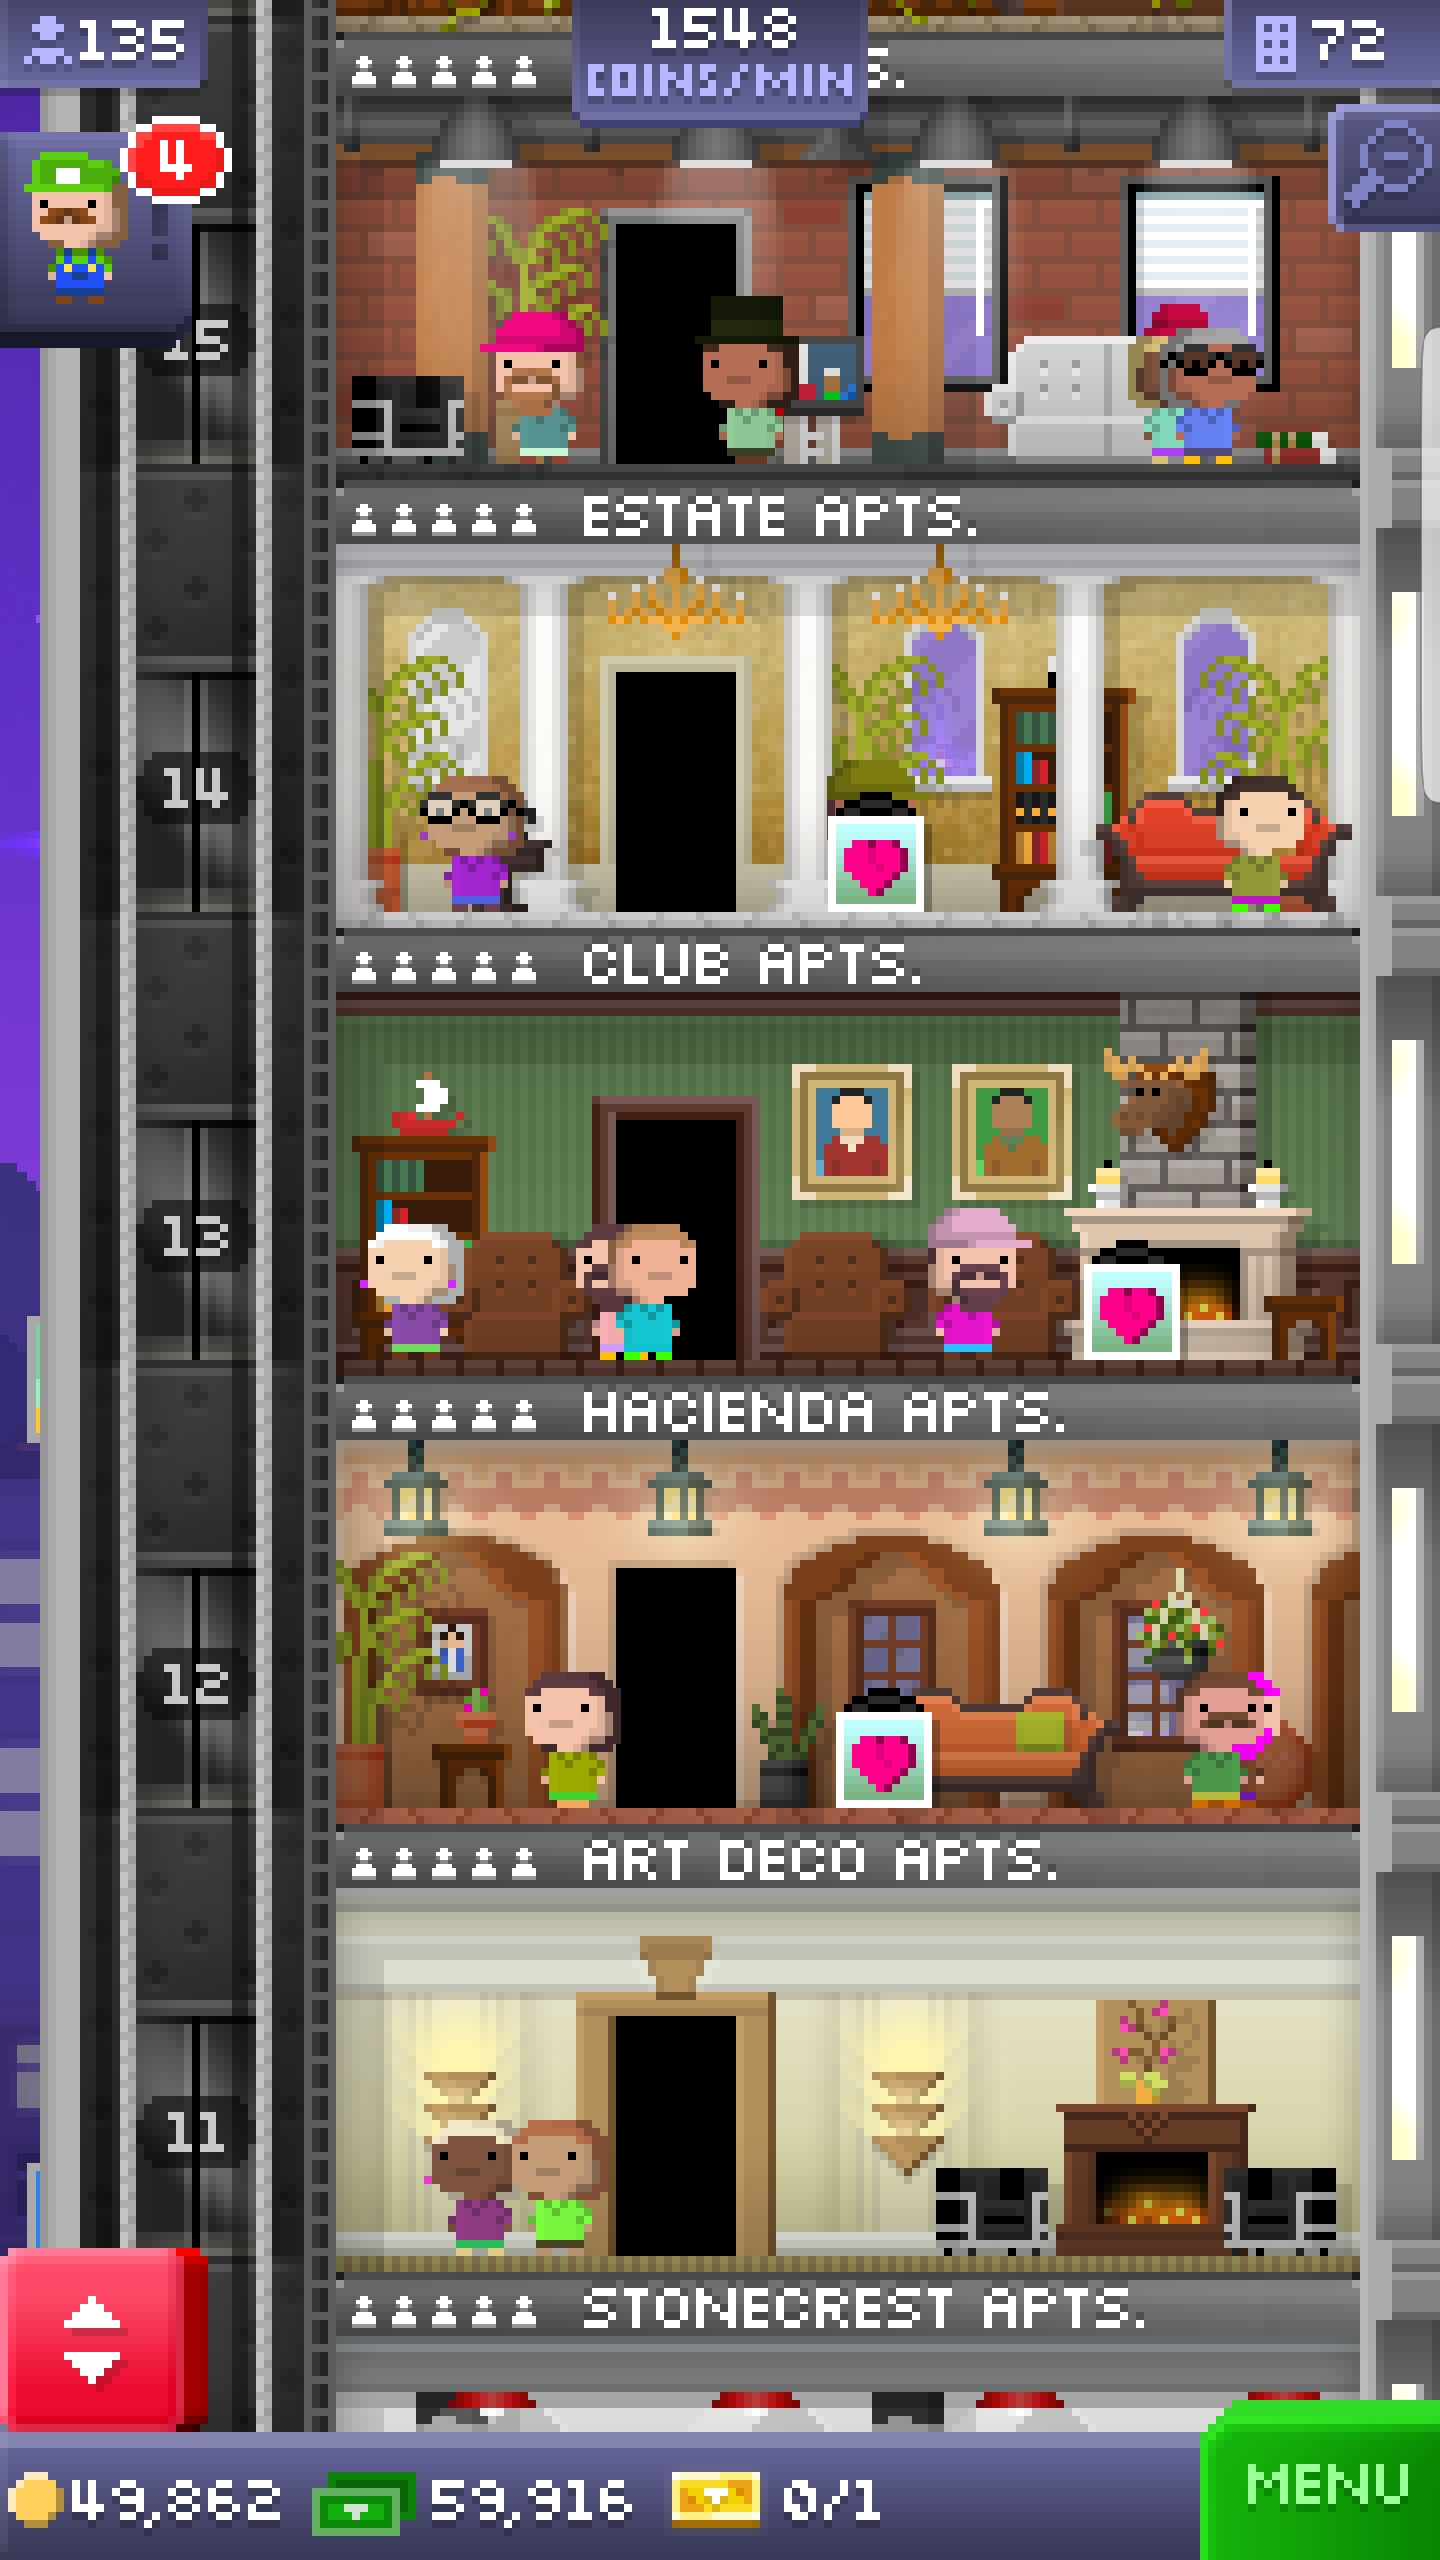 135
1548
COINS/MIN
72
S.
4
15
ESTATE APTS.
14
CLUB APTS.
13
HACIENDA APTS.
12
ART DECO APTS.
11
STONECREST APTS.
49,862
59,916
0/1
MENU